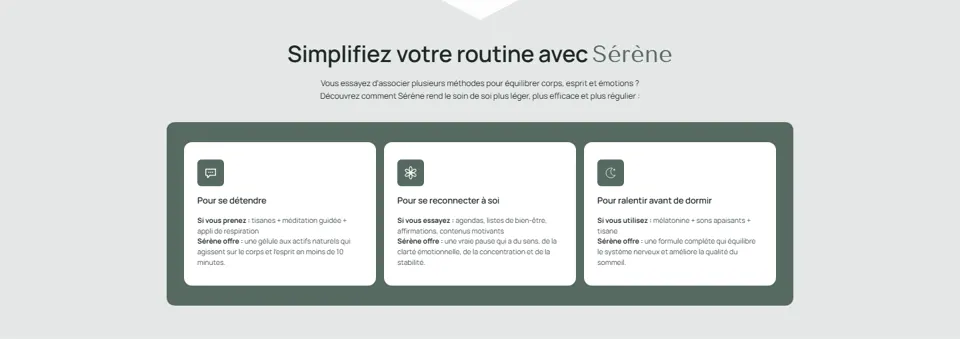 Simplifiez votre routine avec Sérène
Vous essayez d'associer plusieurs méthodes pour équilibrer corps, esprit et émotions ?
Découvrez comment Sérène rend le soin de soi plus léger, plus efficace et plus régulier :
Pour se détendre
Si vous prenez : tisanes + méditation guidée +
appli de respiration
Sérène offre : une gélule aux actifs naturels qui
agissent sur le corps et l'esprit en moins de 10
minutes.
Pour se reconnecter à soi
Si vous essayez : agendas, listes de bien-être,
affirmations, contenus motivants
Sérène offre : une vraie pause qui a du sens, de la
clarté émotionnelle, de la concentration et de la
stabilité.
Pour ralentir avant de dormir
Si vous utilisez : mélatonine + sons apaisants +
tisane
Sérène offre : une formule complète qui équilibre
le système nerveux et améliore la qualité du
sommeil.